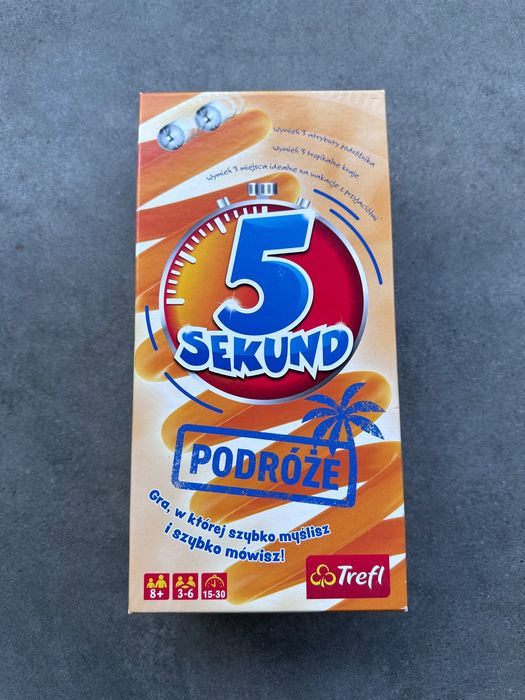 Wymień 3 atrybuty podróżnika
Wymień 3 tropikalne kraje
Wymień 3 miejsca idealne na wakacje z przyjaciółmi
5
SEKUND
PODRÓŻE
Gra, w której szybko myślisz
i szybko mówisz!
8+
3-6
15-30
Trefl